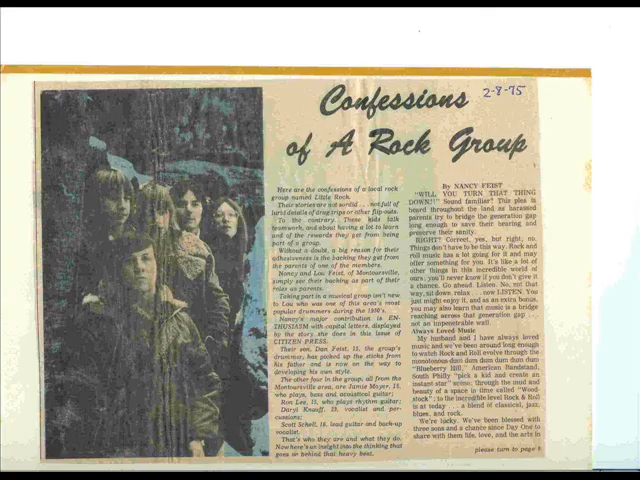 Confessions
2-8-75
of A Rock Group
Here are the confessions of a local rock
group named Little Rock.
Their stories are not sordid . . . not full of
lurid details of drug trips or other flip-outs.
To the contrary. These kids talk
teamwork, and about having a lot to learn
and of the rewards they get from being
part of a group.
Without a doubt, a big reason for their
adhesiveness is the backing they get from
the parents of one of the members.
Nancy and Lou Feist, of Montoursville,
simply see their backing as part of their
roles as parents.
Taking part in a musical group isn't new
to Lou who was one of this area's most
popular drummers during the 1950's.
Nancy's major contribution is EN-
THUSIASM with capital letters, displayed
by the story she does in this issue of
CITIZEN PRESS.
Their son, Dan Feist, 15, the group's
drummer, has picked up the sticks from
his father and is now on the way to
developing his own style.
The other four in the group, all from the
Montoursville area, are Jamie Moyer, 15,
who plays, bass and acoustical guitar;
Ron Lee, 15, who plays rhythm guitar;
Daryl Knauff, 15, vocalist and per-
cussions;
Scott Schell, 16, lead guitar and back-up
vocalist.
That's who they are and what they do.
Now here's an insight into the thinking that
goes on behind that heavy beat.
By NANCY FEIST
"WILL YOU TURN THAT THING
DOWN!!" Sound familiar? This plea is
heard throughout the land as harassed
parents try to bridge the generation gap
long enough to save their hearing and
preserve their sanity.
RIGHT? Correct, yes, but right, no.
Things don't have to be this way. Rock and
roll music has a lot going for it and may
offer something for you. It's like a lot of
other things in this incredible world of
ours; you'll never know if you don't give it
a chance. Go ahead. Listen. No, not that
way, sit down, relax . . . now LISTEN. You
just might enjoy it, and as an extra bonus,
you may also learn that music is a bridge
reaching across that generation gap . . .
not an impenetrable wall.
Always Loved Music
My husband and I have always loved
music and we've been around long enough
to watch Rock and Roll evolve through the
monotonous dum dum dum dum dum dum
"Blueberry Hill," American Bandstand,
South Philly "pick a kid and create an
instant star" scene; through the mud and
beauty of a space in time called "Wood-
stock"; to the incredible level Rock & Roll
is at today . . . a blend of classical, jazz,
blues, and rock.
We're lucky. We've been blessed with
three sons and a chance since Day One to
share with them life, love, and the arts in
please turn to page 8